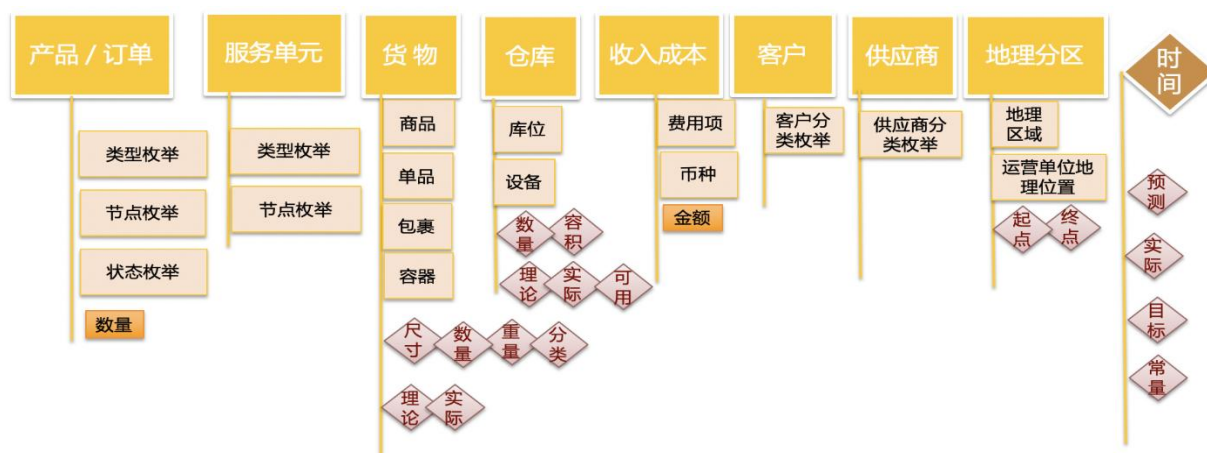 产品 / 订单
类型枚举
节点枚举
状态枚举
数量
服务单元
类型枚举
节点枚举
货 物
商品
单品
包裹
容器
尺寸
数量
重量
分类
理论
实际
仓库
库位
设备
数量
容积
理论
实际
可用
收入成本
费用项
币种
金额
客户
客户分
类枚举
供应商
供应商分
类枚举
地理分区
地理
区域
运营单位地
理位置
起点
终点
时间
预测
实际
目标
常量